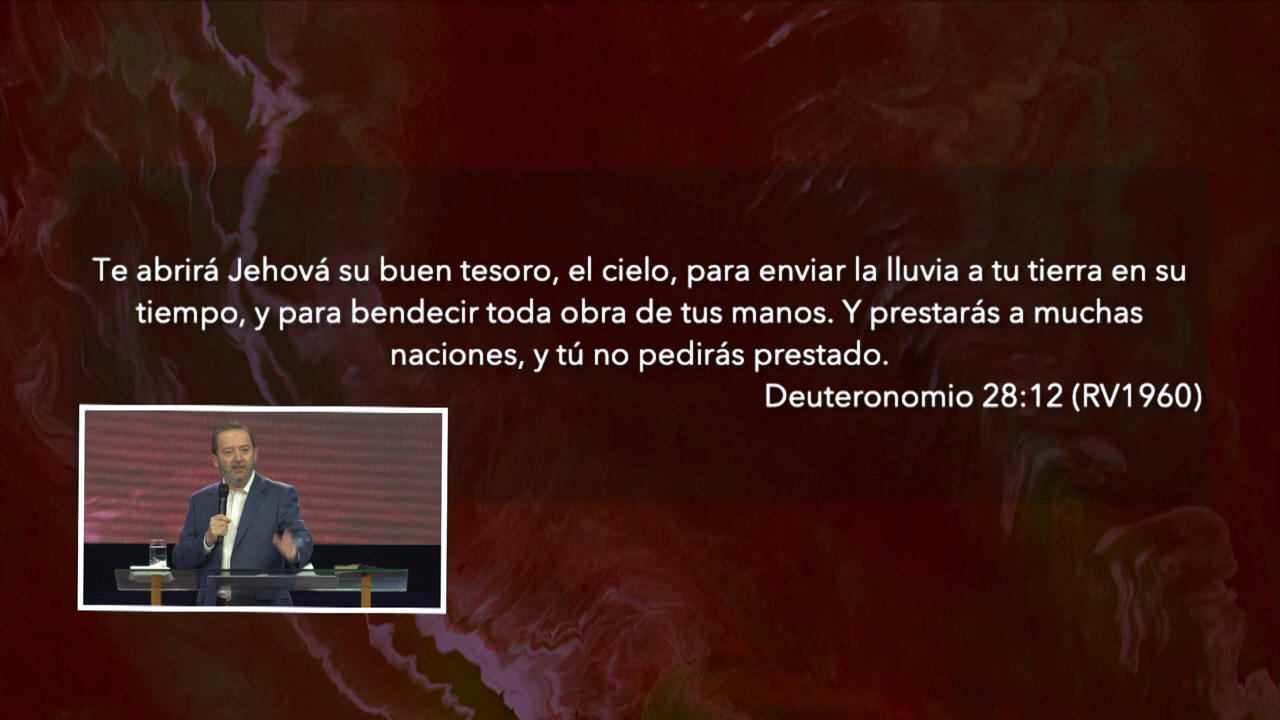 Te abrirá Jehová su buen tesoro, el cielo, para enviar la lluvia a tu tierra en su
tiempo, y para bendecir toda obra de tus manos. Y prestarás a muchas
naciones, y tú no pedirás prestado.
Deuteronomio 28:12 (RV1960)